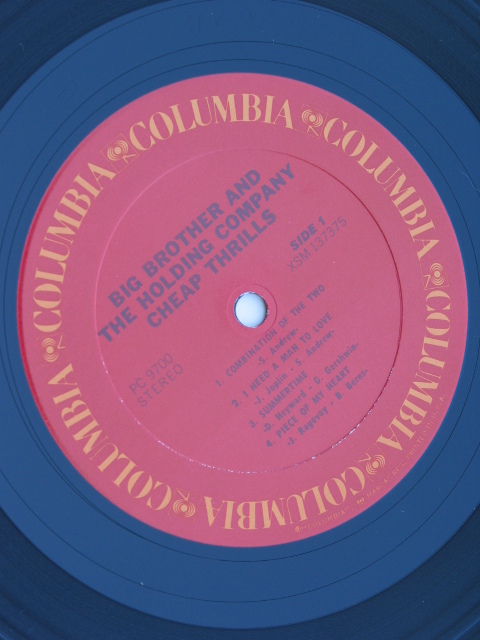 COLUMBIA COLUMBIA COLUMBIA COLUMBIA COLUMBIA COLUMBIA COLUMBIA
BIG BROTHER AND
THE HOLDING COMPANY
CHEAP THRILLS
SIDE 1
XSM 137375
PC 9700
STEREO
1. COMBINATION OF THE TWO
-S. Andrew-
2. I NEED A MAN TO LOVE
-J. Joplin - S. Andrew-
3. SUMMERTIME
-D. Heyward - G. Gershwin-
4. PIECE OF MY HEART
-J. Ragovoy - B. Berns-